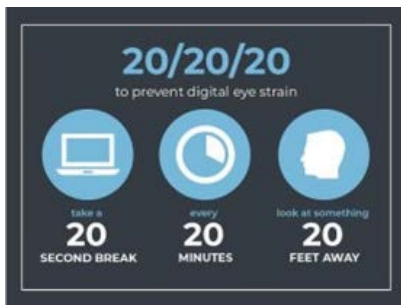 20/20/20
to prevent digital eye strain
take a
20
SECOND BREAK
every
20
MINUTES
look at something
20
FEET AWAY